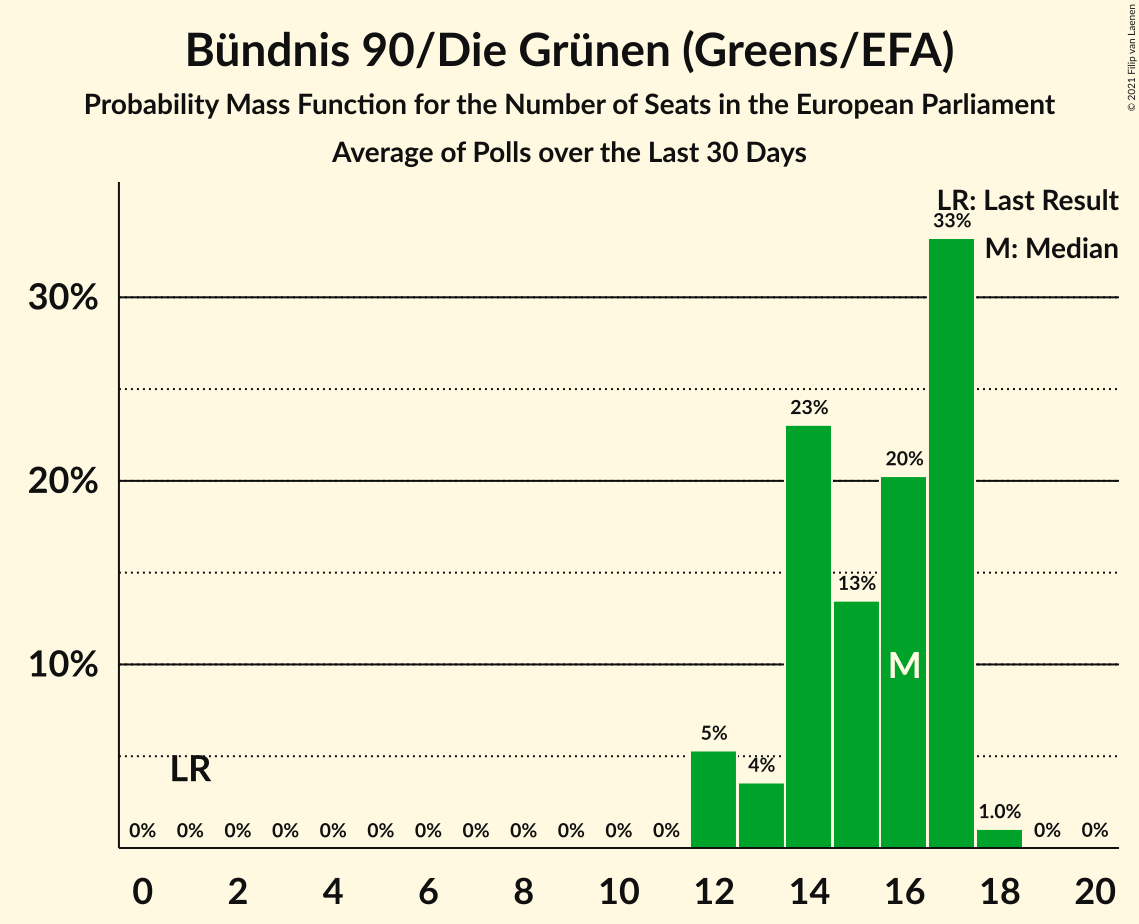 Bündnis 90/Die Grünen (Greens/EFA)
Probability Mass Function for the Number of Seats in the European Parliament
Average of Polls over the Last 30 Days
© 2021 Filip van Laenen
LR: Last Result
M: Median
33%
30%
23%
20%
20%
13%
10%
M
5%
4%
LR
1.0%
0% 0% 0% 0% 0% 0% 0% 0% 0% 0% 0% 0% 0% 0%
0 2 4 6 8 10 12 14 16 18 20